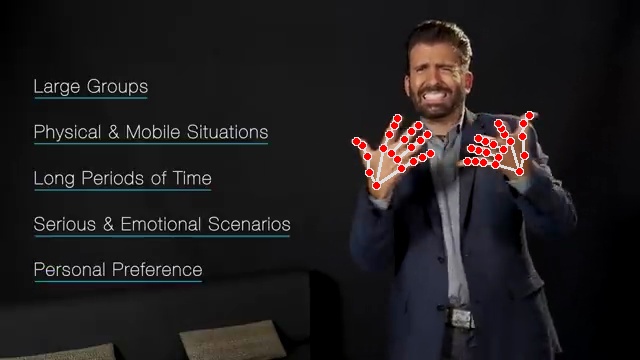 Large Groups
Physical & Mobile Situations
Long Periods of Time
Serious & Emotional Scenarios
Personal Preference